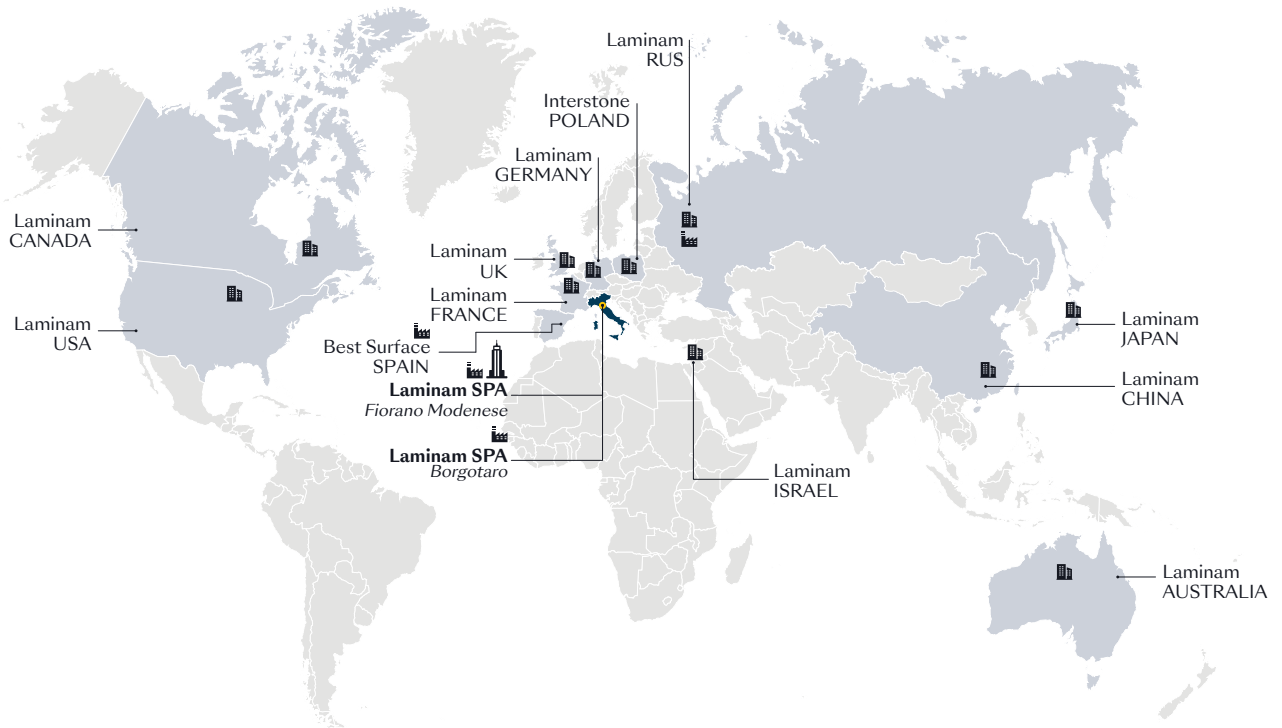 Laminam
RUS
Interstone
POLAND
Laminam
GERMANY
Laminam
CANADA
Laminam
UK
Laminam
FRANCE
Laminam
USA
Best Surface
SPAIN
Laminam SPA
Fiorano Modenese
Laminam SPA
Borgotaro
Laminam
JAPAN
Laminam
CHINA
Laminam
ISRAEL
Laminam
AUSTRALIA